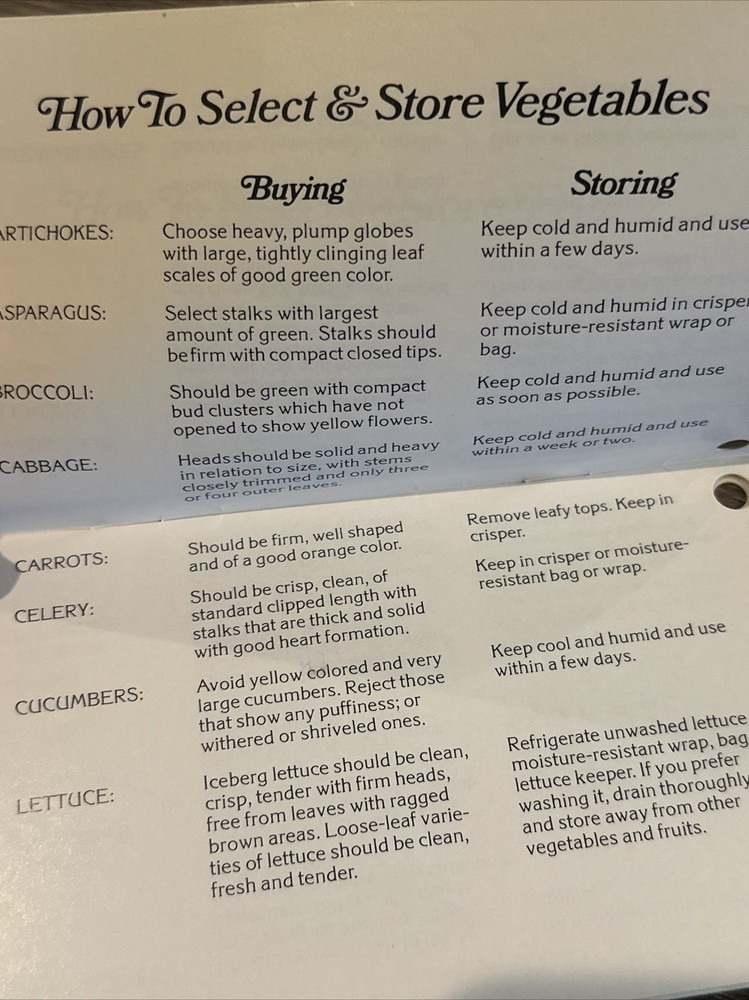 How To Select & Store Vegetables
Buying
Storing
ARTICHOKES:
Choose heavy, plump globes
with large, tightly clinging leaf
scales of good green color.
Keep cold and humid and use
within a few days.
ASPARAGUS:
Select stalks with largest
amount of green. Stalks should
be firm with compact closed tips.
Keep cold and humid in crisper
or moisture-resistant wrap or
bag.
BROCCOLI:
Should be green with compact
bud clusters which have not
opened to show yellow flowers.
Keep cold and humid and use
as soon as possible.
CABBAGE:
Heads should be solid and heavy
in relation to size, with stems
closely trimmed and only three
or four outer leaves.
Keep cold and humid and use
within a week or two.
CARROTS:
Should be firm, well shaped
and of a good orange color.
Remove leafy tops. Keep in
crisper.
CELERY:
Should be crisp, clean, of
standard clipped length with
stalks that are thick and solid
with good heart formation.
Keep in crisper or moisture-
resistant bag or wrap.
CUCUMBERS:
Avoid yellow colored and very
large cucumbers. Reject those
that show any puffiness; or
withered or shriveled ones.
Keep cool and humid and use
within a few days.
LETTUCE:
Iceberg lettuce should be clean,
crisp, tender with firm heads,
free from leaves with ragged
brown areas. Loose-leaf varie-
ties of lettuce should be clean,
fresh and tender.
Refrigerate unwashed lettuce
moisture-resistant wrap, bag
lettuce keeper. If you prefer
washing it, drain thoroughly
and store away from other
vegetables and fruits.